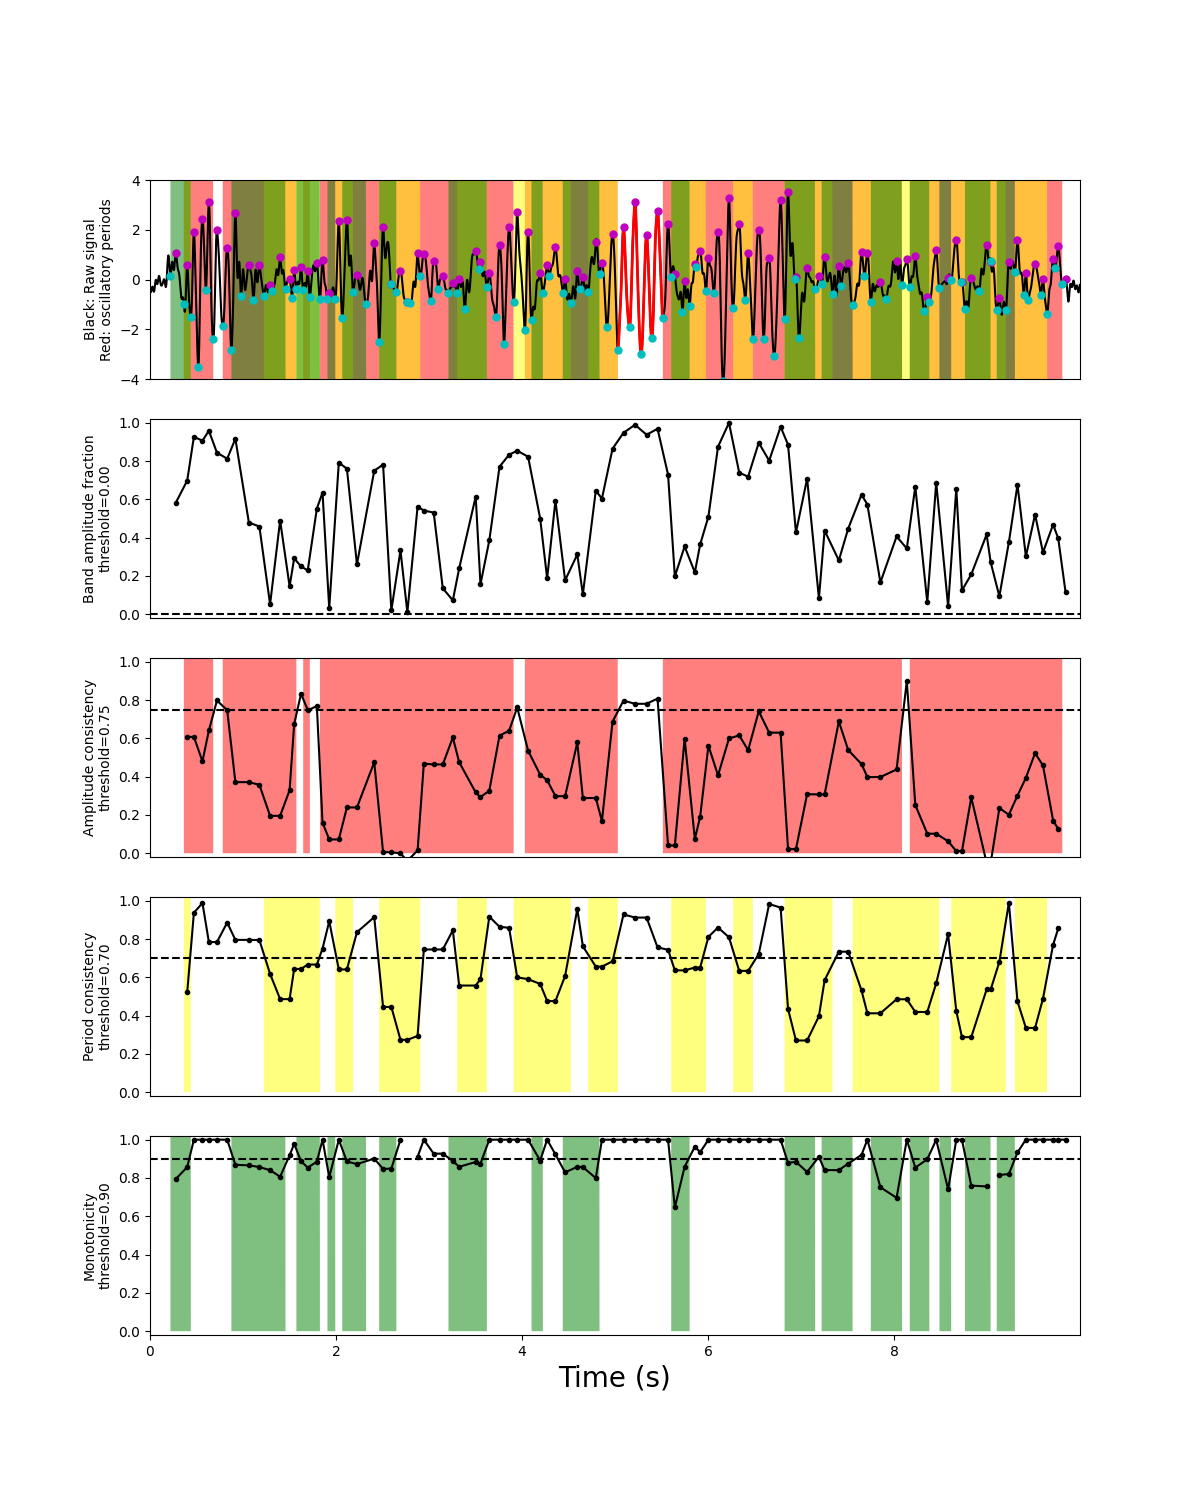 Black: Raw signal
Red: oscillatory periods
4
2
0
−2
−4
Band amplitude fraction
threshold=0.00
1.0
0.8
0.6
0.4
0.2
0.0
Amplitude consistency
threshold=0.75
1.0
0.8
0.6
0.4
0.2
0.0
Period consistency
threshold=0.70
1.0
0.8
0.6
0.4
0.2
0.0
Monotonicity
threshold=0.90
1.0
0.8
0.6
0.4
0.2
0.0
0 2 4 6 8
Time (s)